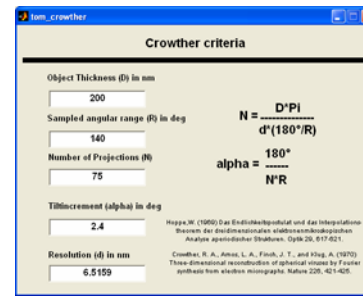 tom_crowther
Crowther criteria
Object Thickness (D) in nm
200
Sampled angular range (R) in deg
140
Number of Projections (N)
75
Tiltincrement (alpha) in deg
2.4
Resolution (d) in nm
6.5159
N = D*Pi
d*(180°/R)
alpha = 180°
N*R
Hoppe,W. (1969) Das Endlichkeitspostulat und das Interpolations-
theorem der dreidimensionalen elektronenmikroskopischen
Analyse aperiodischer Strukturen. Optik 29, 617-621.
Crowther, R. A., Amos, L. A., Finch, J. T., and Klug, A. (1970)
Three-dimensional reconstruction of spherical viruses by Fourier
synthesis from electron micrographs. Nature 226, 421-425.